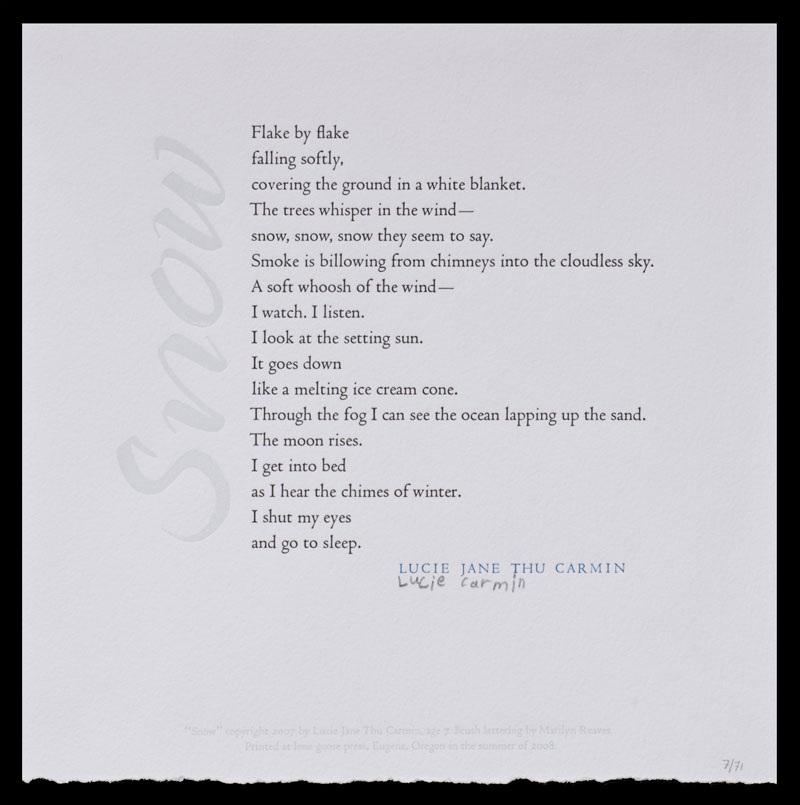 Snow
Flake by flake
falling softly,
covering the ground in a white blanket.
The trees whisper in the wind—
snow, snow, snow they seem to say.
Smoke is billowing from chimneys into the cloudless sky.
A soft whoosh of the wind—
I watch. I listen.
I look at the setting sun.
It goes down
like a melting ice cream cone.
Through the fog I can see the ocean lapping up the sand.
The moon rises.
I get into bed
as I hear the chimes of winter.
I shut my eyes
and go to sleep.
LUCIE JANE THU CARMIN
Lucie Carmin
"Snow" copyright 2007 by Lucie Jane Thu Carmin, age 7. Brush lettering by Marilyn Reaves.
Printed at lone goose press, Eugene, Oregon in the summer of 2008.
7/71